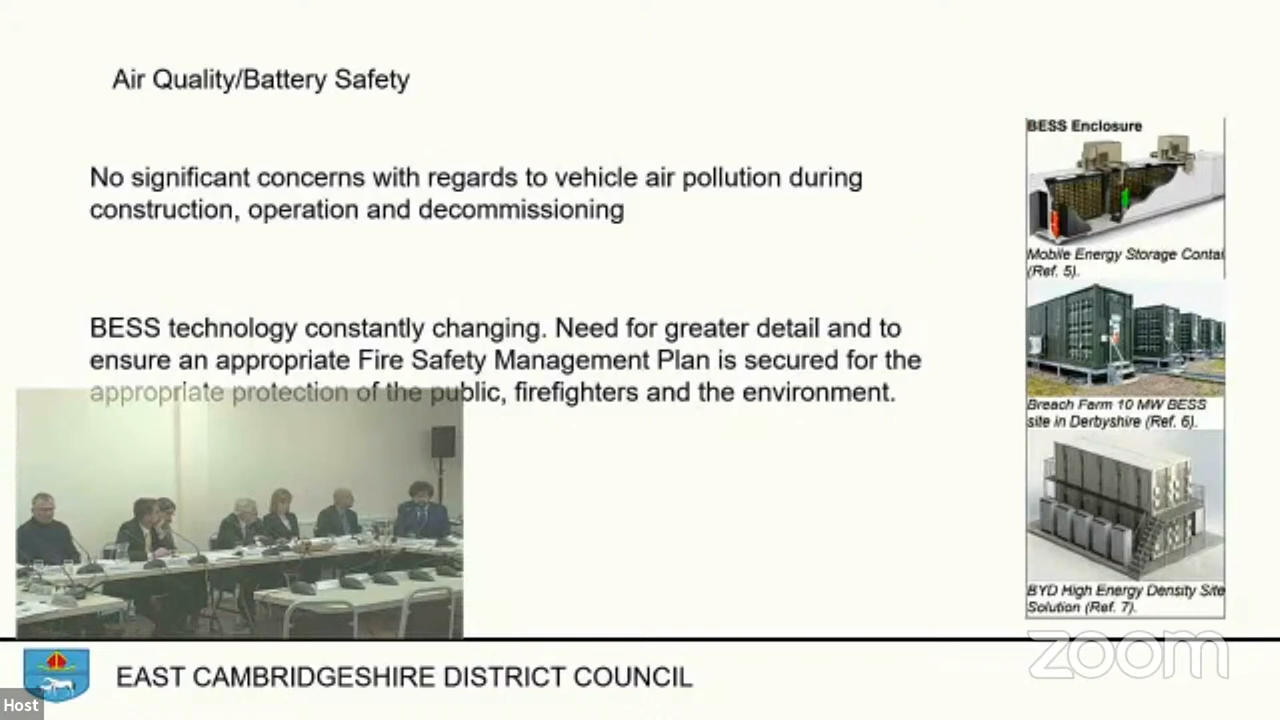 Air Quality/Battery Safety
No significant concerns with regards to vehicle air pollution during
construction, operation and decommissioning
BESS technology constantly changing. Need for greater detail and to
ensure an appropriate Fire Safety Management Plan is secured for the
appropriate protection of the public, firefighters and the environment.
BESS Enclosure
Mobile Energy Storage Contai
(Ref. 5).
Breach Farm 10 MW BESS
site in Derbyshire (Ref. 6).
BYD High Energy Density Site
Solution (Ref. 7).
EAST CAMBRIDGESHIRE DISTRICT COUNCIL
zoom
Host